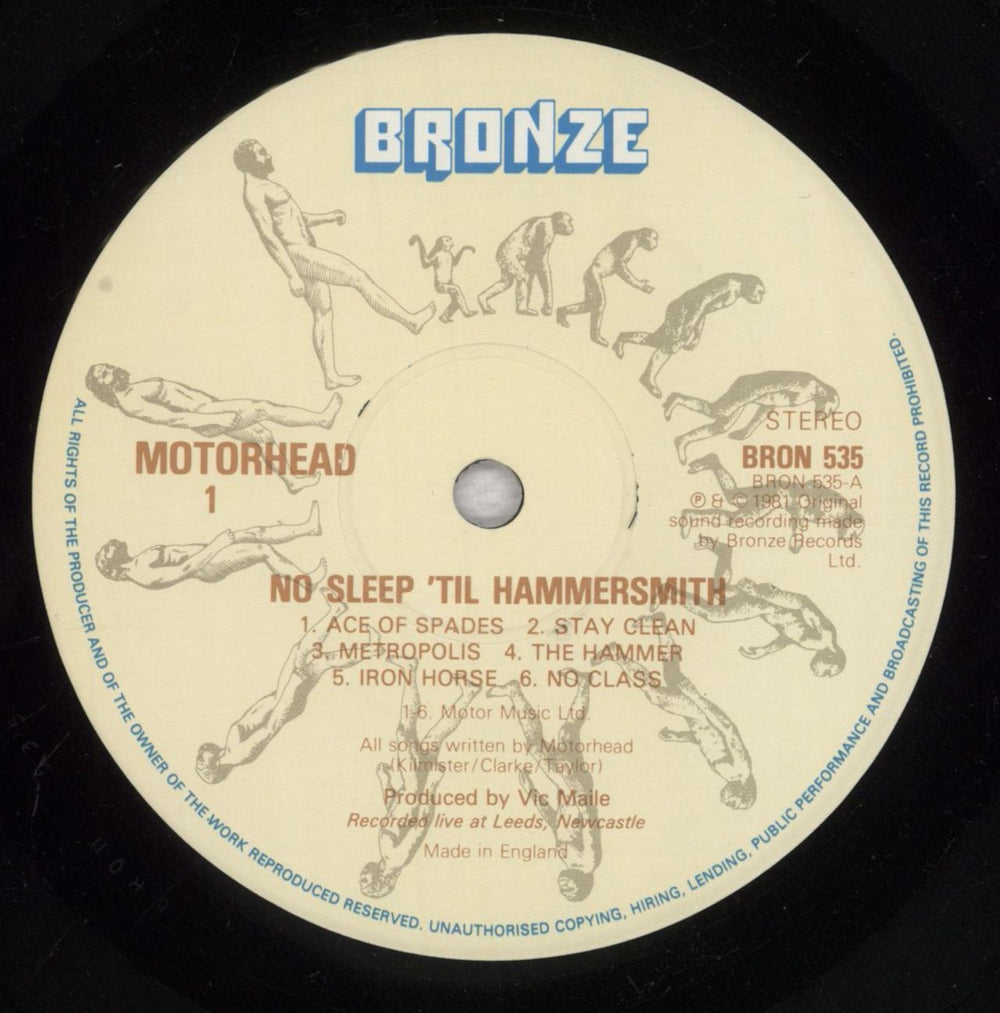 BRONZE
MOTORHEAD
1
STEREO
BRON 535
BRON 535-A
℗ & © 1981 Original
sound recording made
by Bronze Records
Ltd.
NO SLEEP 'TIL HAMMERSMITH
1. ACE OF SPADES 2. STAY CLEAN
3. METROPOLIS 4. THE HAMMER
5. IRON HORSE 6. NO CLASS
1-6. Motor Music Ltd.
All songs written by Motorhead
(Kilmister/Clarke/Taylor)
Produced by Vic Maile
Recorded live at Leeds, Newcastle
Made in England
ALL RIGHTS OF THE PRODUCER AND OF THE OWNER OF THE WORK REPRODUCED RESERVED. UNAUTHORISED COPYING, HIRING, LENDING, PUBLIC PERFORMANCE AND BROADCASTING OF THIS RECORD PROHIBITED.